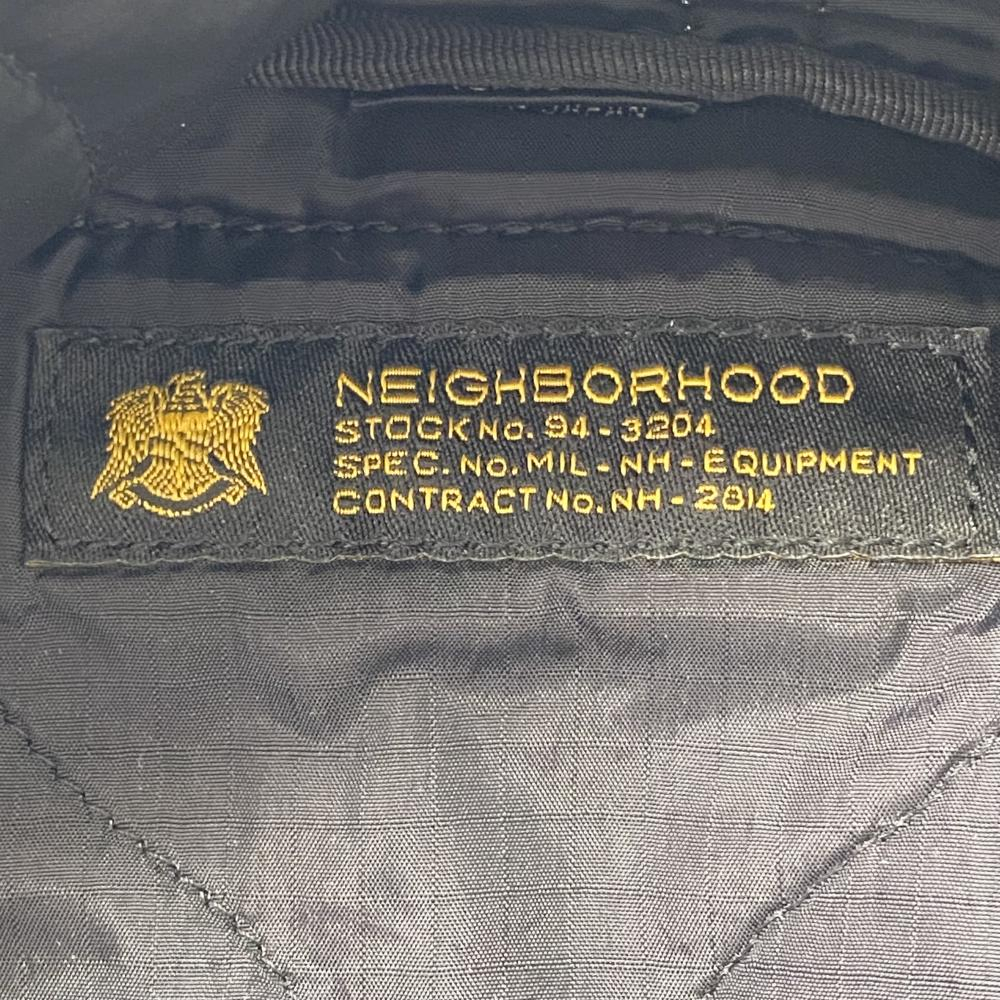 NEIGHBORHOOD
STOCK No. 94-3204
SPEC. No. MIL-NH-EQUIPMENT
CONTRACT No. NH-2814